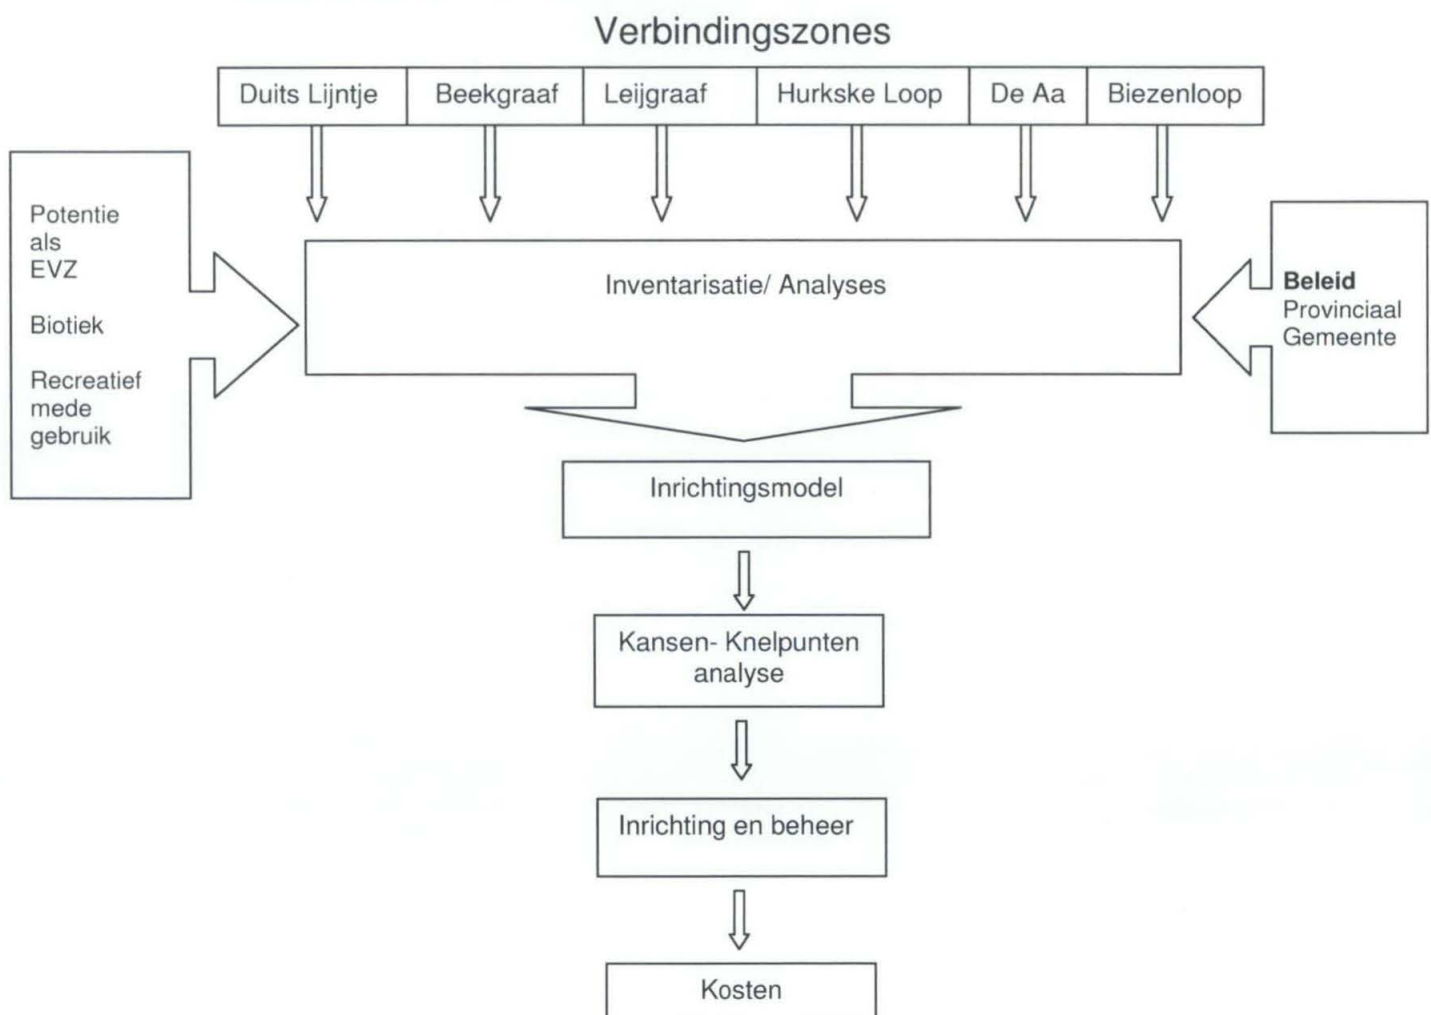 Verbindingszones
Duits Lijntje Beekgraaf Leijgraaf Hurkske Loop De Aa Biezenloop
Potentie
als
EVZ
Biotiek
Recreatief
mede
gebruik
Inventarisatie/ Analyses
Beleid
Provinciaal
Gemeente
Inrichtingsmodel
Kansen- Knelpunten
analyse
Inrichting en beheer
Kosten